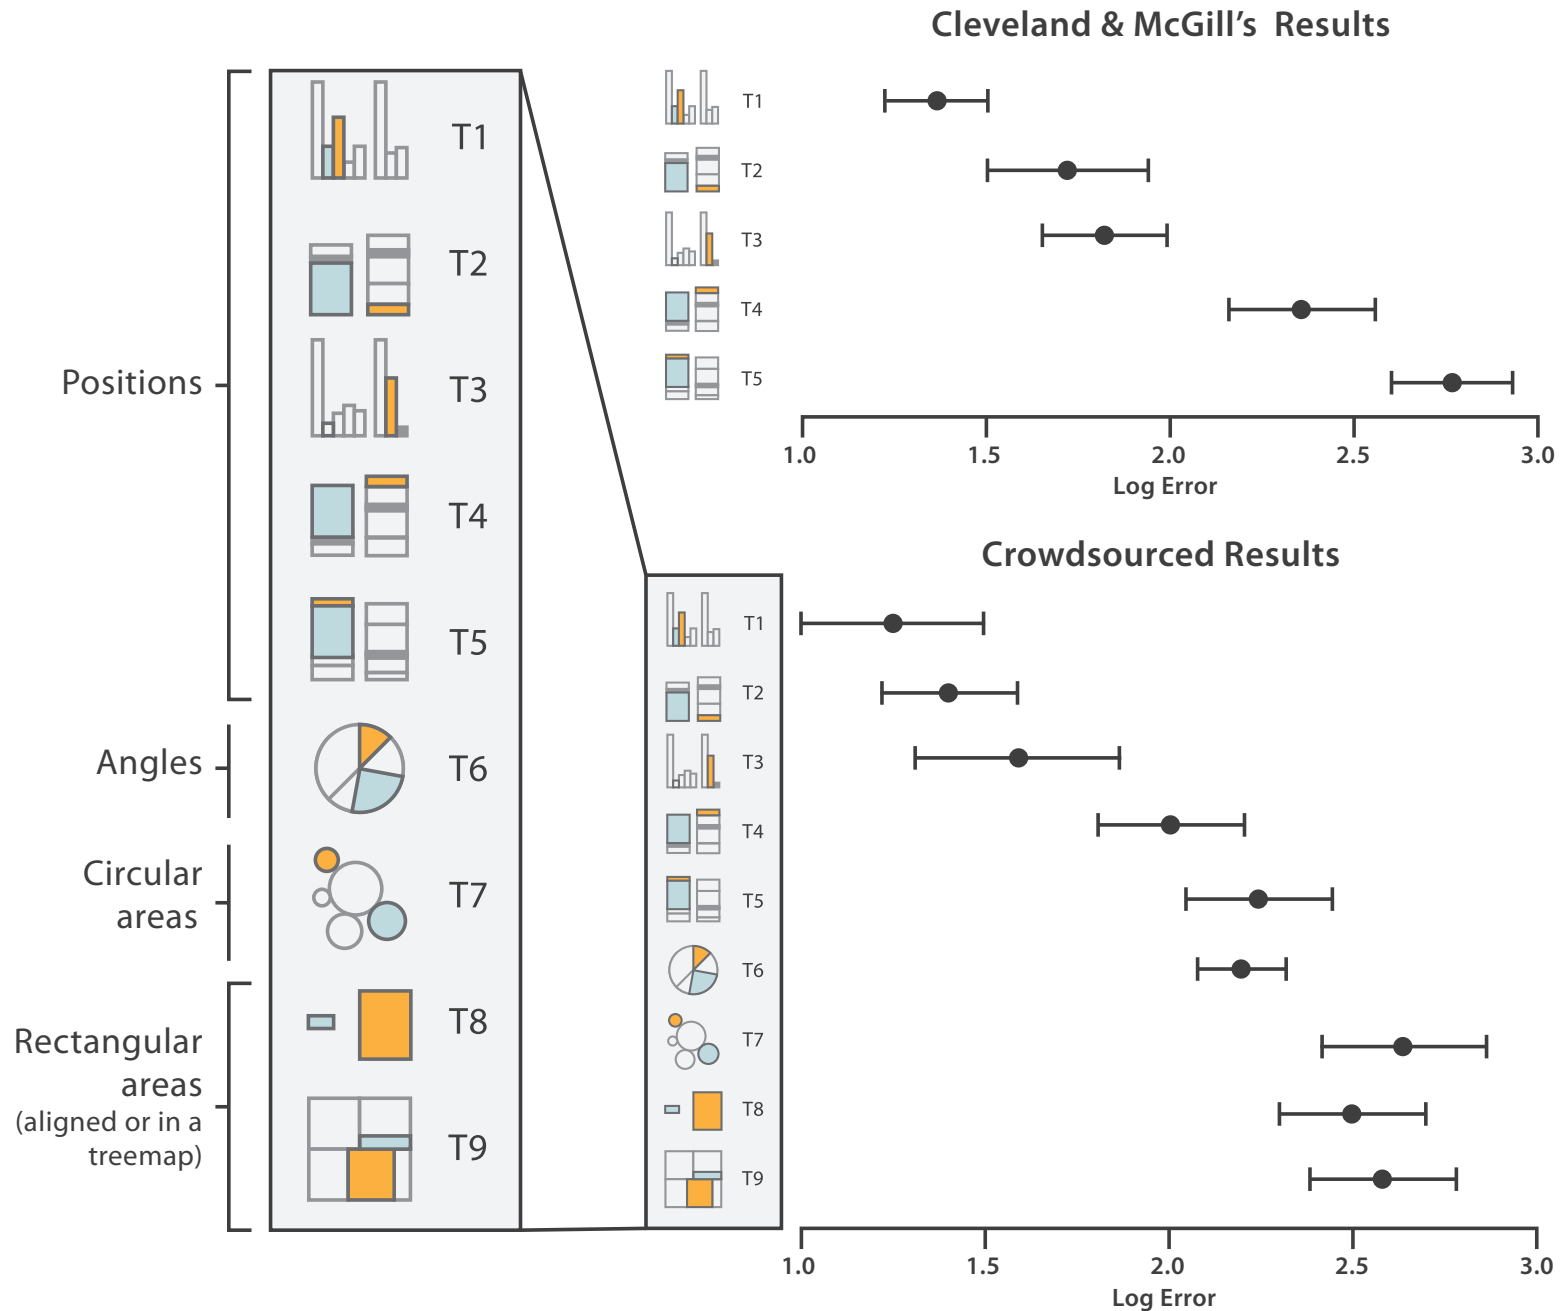 Cleveland & McGill's Results
T1
T2
T3
T4
T5
1.0 1.5 2.0 2.5 3.0
Log Error
Positions
T1
T2
T3
T4
T5
Angles
T6
Circular
areas
T7
Rectangular
areas
(aligned or in a
treemap)
T8
T9
Crowdsourced Results
T1
T2
T3
T4
T5
T6
T7
T8
T9
1.0 1.5 2.0 2.5 3.0
Log Error